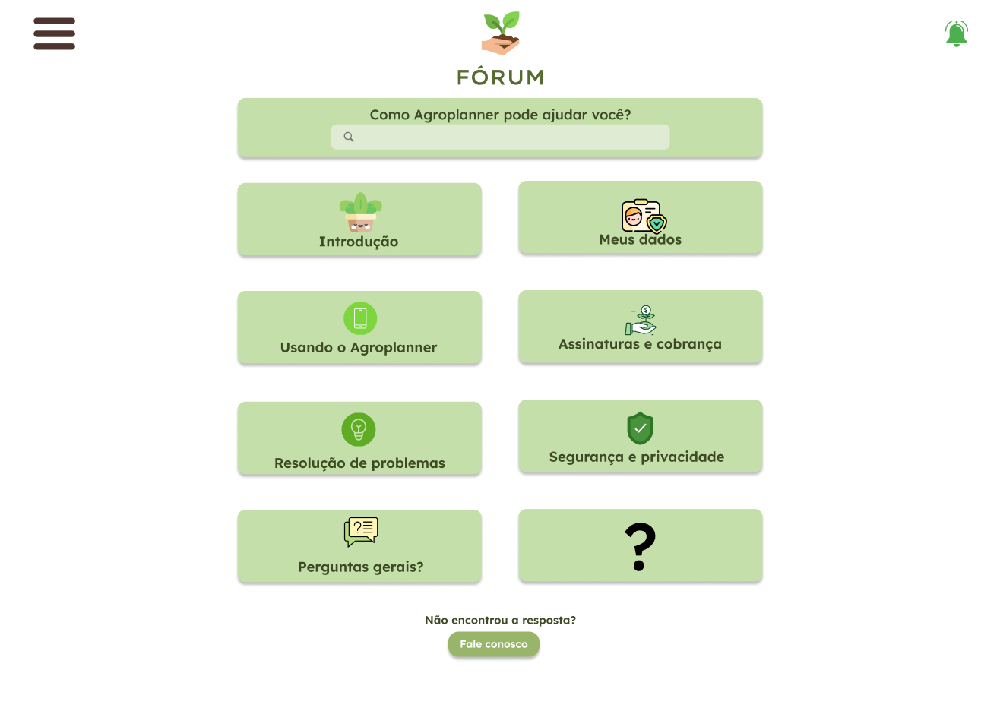 FÓRUM
Como Agroplanner pode ajudar você?
Introdução
Meus dados
Usando o Agroplanner
Assinaturas e cobrança
Resolução de problemas
Segurança e privacidade
?
Perguntas gerais?
?
Não encontrou a resposta?
Fale conosco